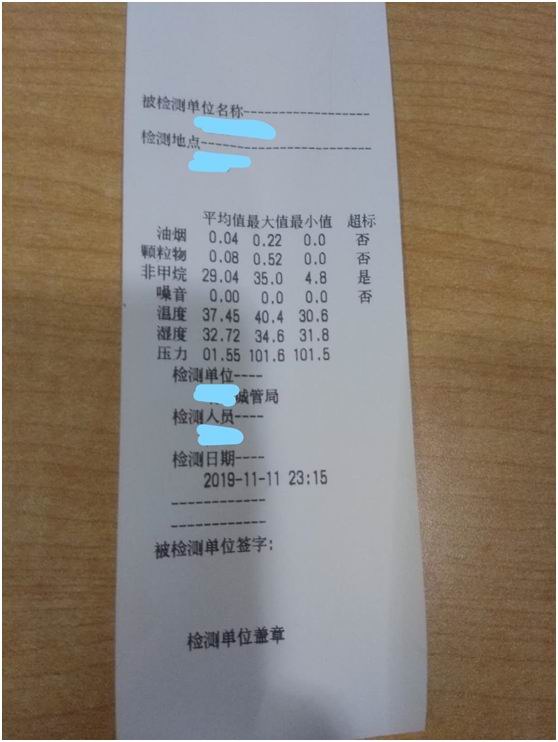 被检测单位名称-------------------
检测地点--------------------------
平均值最大值最小值 超标
油烟 0.04 0.22 0.0 否
颗粒物 0.08 0.52 0.0 否
非甲烷 29.04 35.0 4.8 是
噪音 0.00 0.0 0.0 否
温度 37.45 40.4 30.6
湿度 32.72 34.6 31.8
压力 01.55 101.6 101.5
检测单位----
城管局
检测人员----
检测日期----
2019-11-11 23:15
------------
------------
被检测单位签字:
检测单位盖章